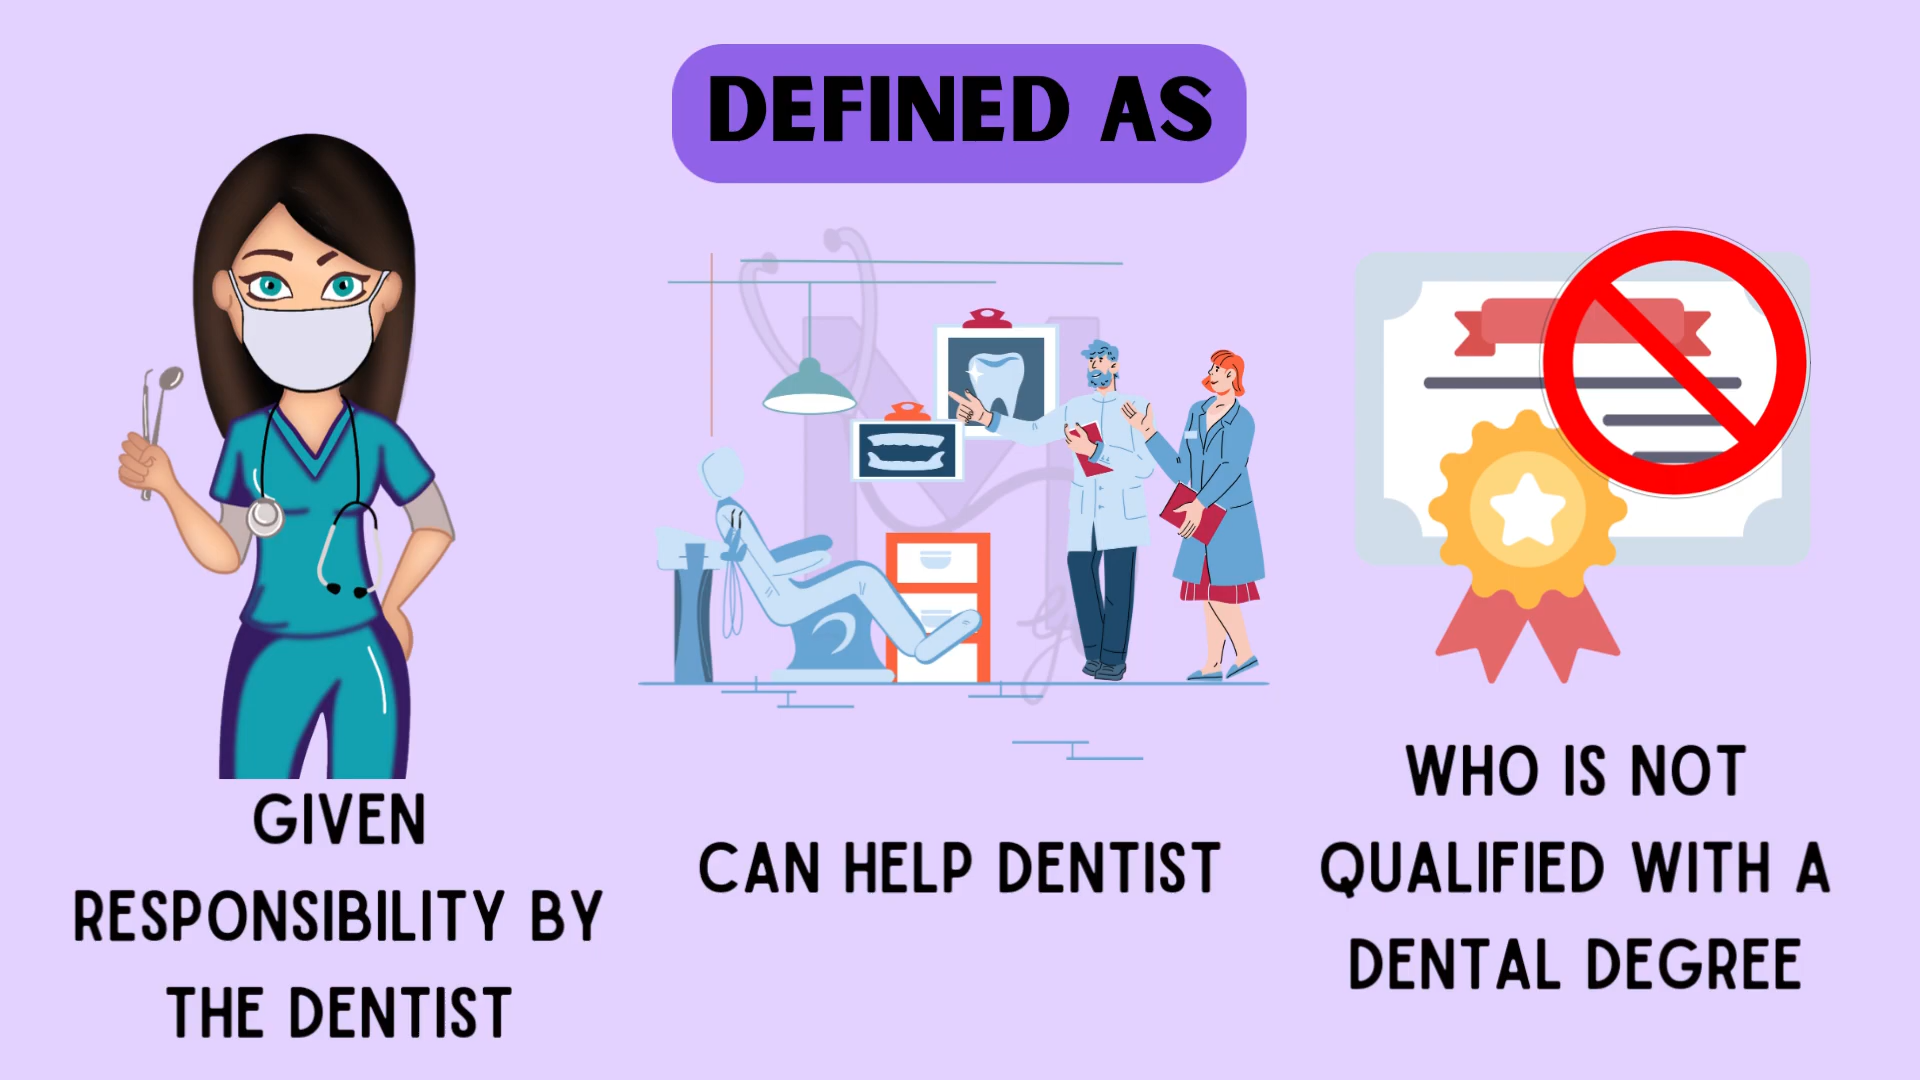 DEFINED AS
GIVEN
RESPONSIBILITY BY
THE DENTIST
CAN HELP DENTIST
WHO IS NOT
QUALIFIED WITH A
DENTAL DEGREE